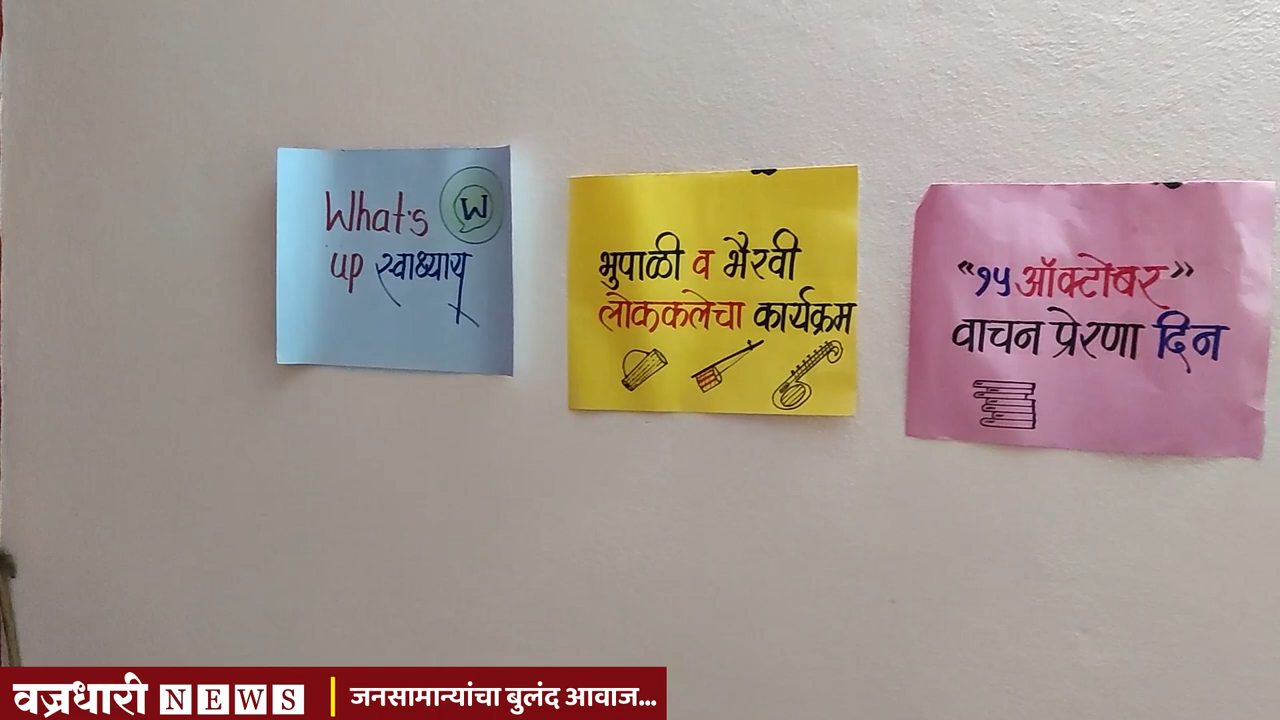 What's
up स्वाध्याय
W
भुपाळी व भैरवी
लोककलेचा कार्यक्रम
“१५ ऑक्टोबर”
वाचन प्रेरणा दिन
वज्रधारी NEWS
जनसामान्यांचा बुलंद आवाज...